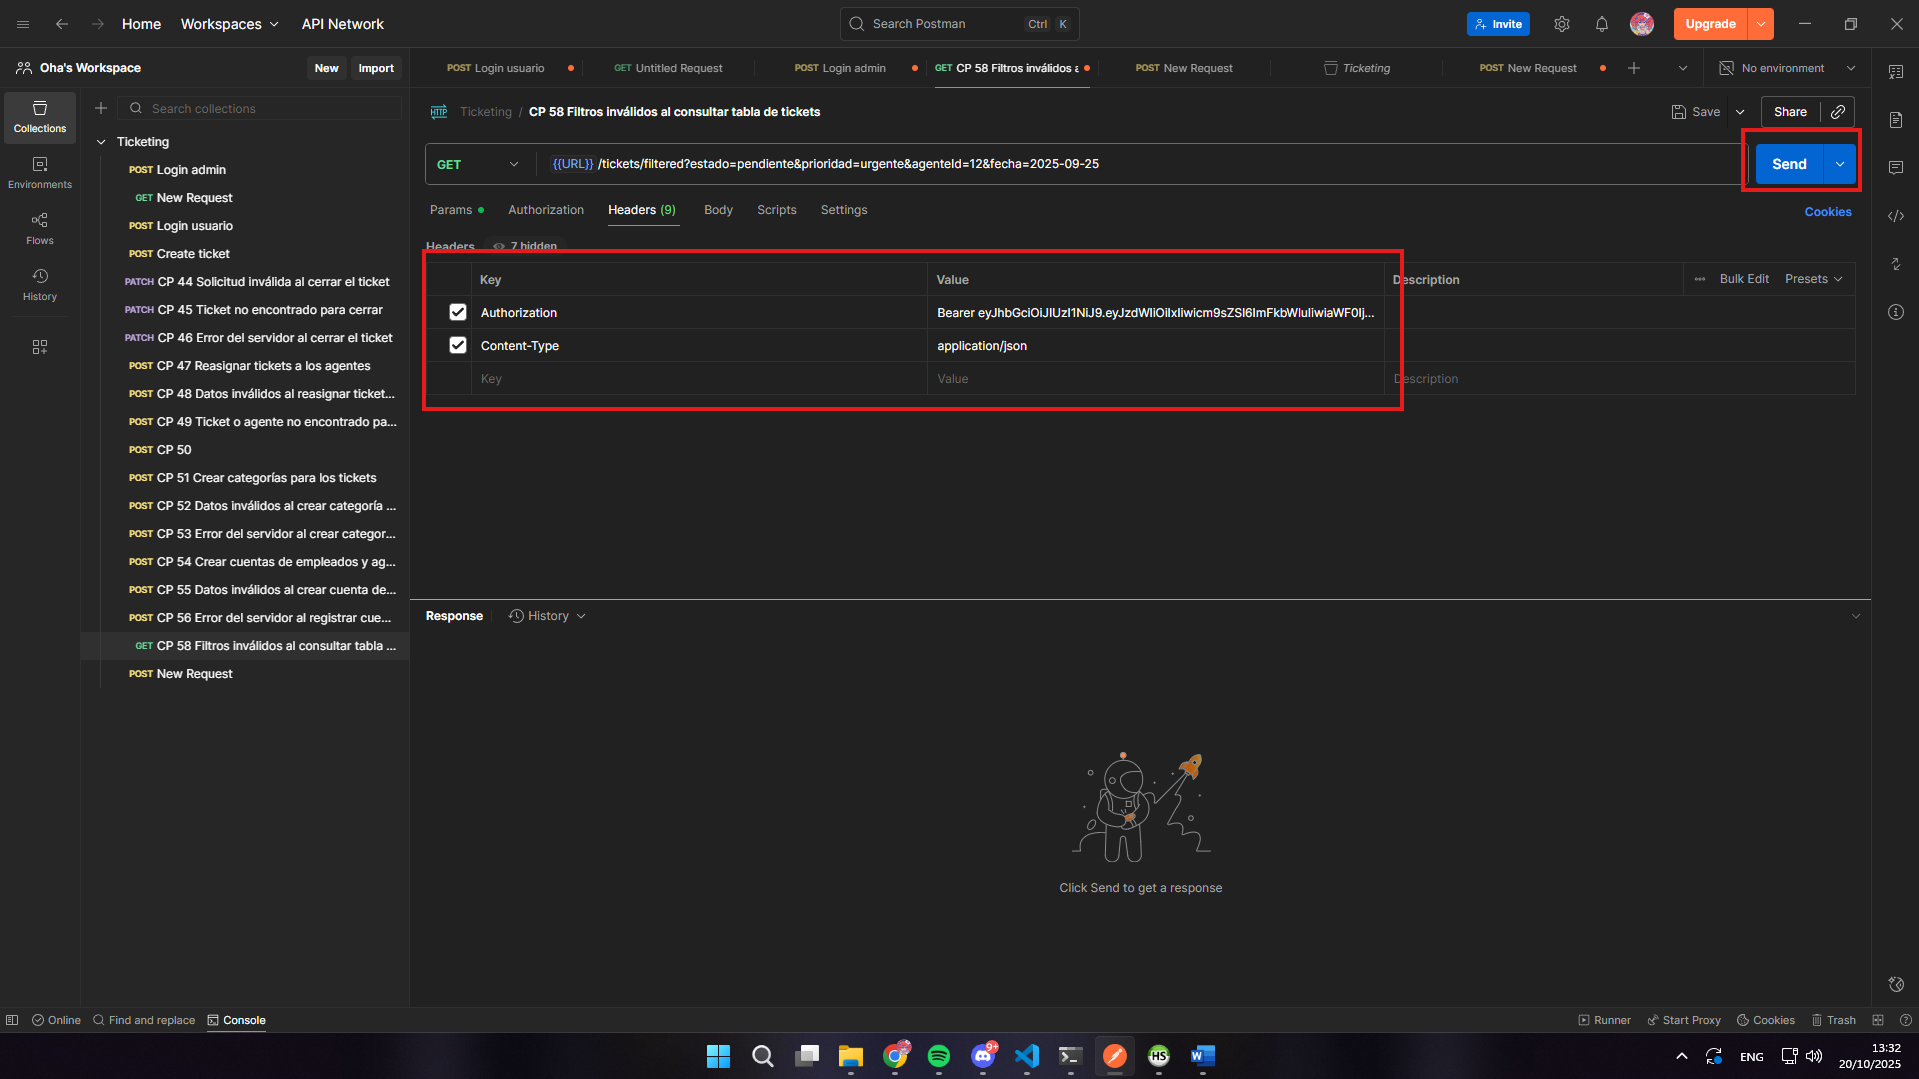 Home Workspaces API Network
Search Postman Ctrl K
Invite
Upgrade
Oha's Workspace
New Import
POST Login usuario
GET Untitled Request
POST Login admin
GET CP 58 Filtros inválidos a
POST New Request
Ticketing
POST New Request
No environment
Collections
Environments
Flows
History
Search collections
Ticketing
POST Login admin
GET New Request
POST Login usuario
POST Create ticket
PATCH CP 44 Solicitud inválida al cerrar el ticket
PATCH CP 45 Ticket no encontrado para cerrar
PATCH CP 46 Error del servidor al cerrar el ticket
POST CP 47 Reasignar tickets a los agentes
POST CP 48 Datos inválidos al reasignar ticket...
POST CP 49 Ticket o agente no encontrado pa...
POST CP 50
POST CP 51 Crear categorías para los tickets
POST CP 52 Datos inválidos al crear categoría ...
POST CP 53 Error del servidor al crear categor...
POST CP 54 Crear cuentas de empleados y ag...
POST CP 55 Datos inválidos al crear cuenta de...
POST CP 56 Error del servidor al registrar cue...
GET CP 58 Filtros inválidos al consultar tabla ...
POST New Request
HTTP Ticketing / CP 58 Filtros inválidos al consultar tabla de tickets
Save Share
GET {{URL}} /tickets/filtered?estado=pendiente&prioridad=urgente&agenteId=12&fecha=2025-09-25
Send
Params Authorization Headers (9) Body Scripts Settings
Cookies
Headers 7 hidden
Key Value Description Bulk Edit Presets
Authorization Bearer eyJhbGciOiJIUzI1NiJ9.eyJzdWIiOiIxIiwicm9sZSI6ImFkbWluIiwiaWF0Ij...
Content-Type application/json
Key Value Description
Response History
Click Send to get a response
Online Find and replace Console
Runner Start Proxy Cookies Trash
9+
HS
ENG
13:32
20/10/2025